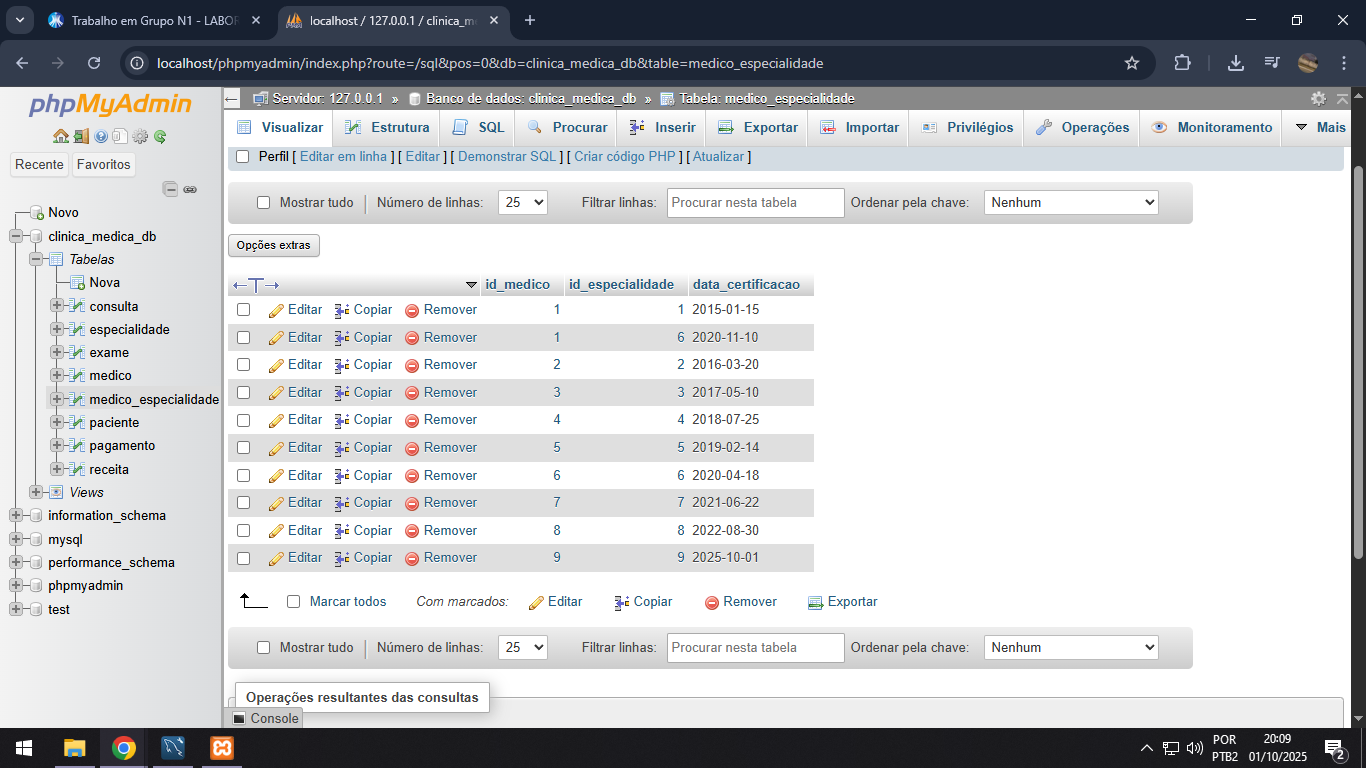 Trabalho em Grupo N1 - LABOR
localhost / 127.0.0.1 / clinica_me
localhost/phpmyadmin/index.php?route=/sql&pos=0&db=clinica_medica_db&table=medico_especialidade
phpMyAdmin
Recente Favoritos
Novo
clinica_medica_db
Tabelas
Nova
consulta
especialidade
exame
medico
medico_especialidade
paciente
pagamento
receita
Views
information_schema
mysql
performance_schema
phpmyadmin
test
Servidor: 127.0.0.1 » Banco de dados: clinica_medica_db » Tabela: medico_especialidade
Visualizar Estrutura SQL Procurar Inserir Exportar Importar Privilégios Operações Monitoramento Mais
Perfil [ Editar em linha ] [ Editar ] [ Demonstrar SQL ] [ Criar código PHP ] [ Atualizar ]
Mostrar tudo Número de linhas: 25 Filtrar linhas: Procurar nesta tabela Ordenar pela chave: Nenhum
Opções extras
id_medico id_especialidade data_certificacao
Editar Copiar Remover 1 1 2015-01-15
Editar Copiar Remover 1 6 2020-11-10
Editar Copiar Remover 2 2 2016-03-20
Editar Copiar Remover 3 3 2017-05-10
Editar Copiar Remover 4 4 2018-07-25
Editar Copiar Remover 5 5 2019-02-14
Editar Copiar Remover 6 6 2020-04-18
Editar Copiar Remover 7 7 2021-06-22
Editar Copiar Remover 8 8 2022-08-30
Editar Copiar Remover 9 9 2025-10-01
Marcar todos Com marcados: Editar Copiar Remover Exportar
Mostrar tudo Número de linhas: 25 Filtrar linhas: Procurar nesta tabela Ordenar pela chave: Nenhum
Operações resultantes das consultas
Console
POR
PTB2
20:09
01/10/2025
2